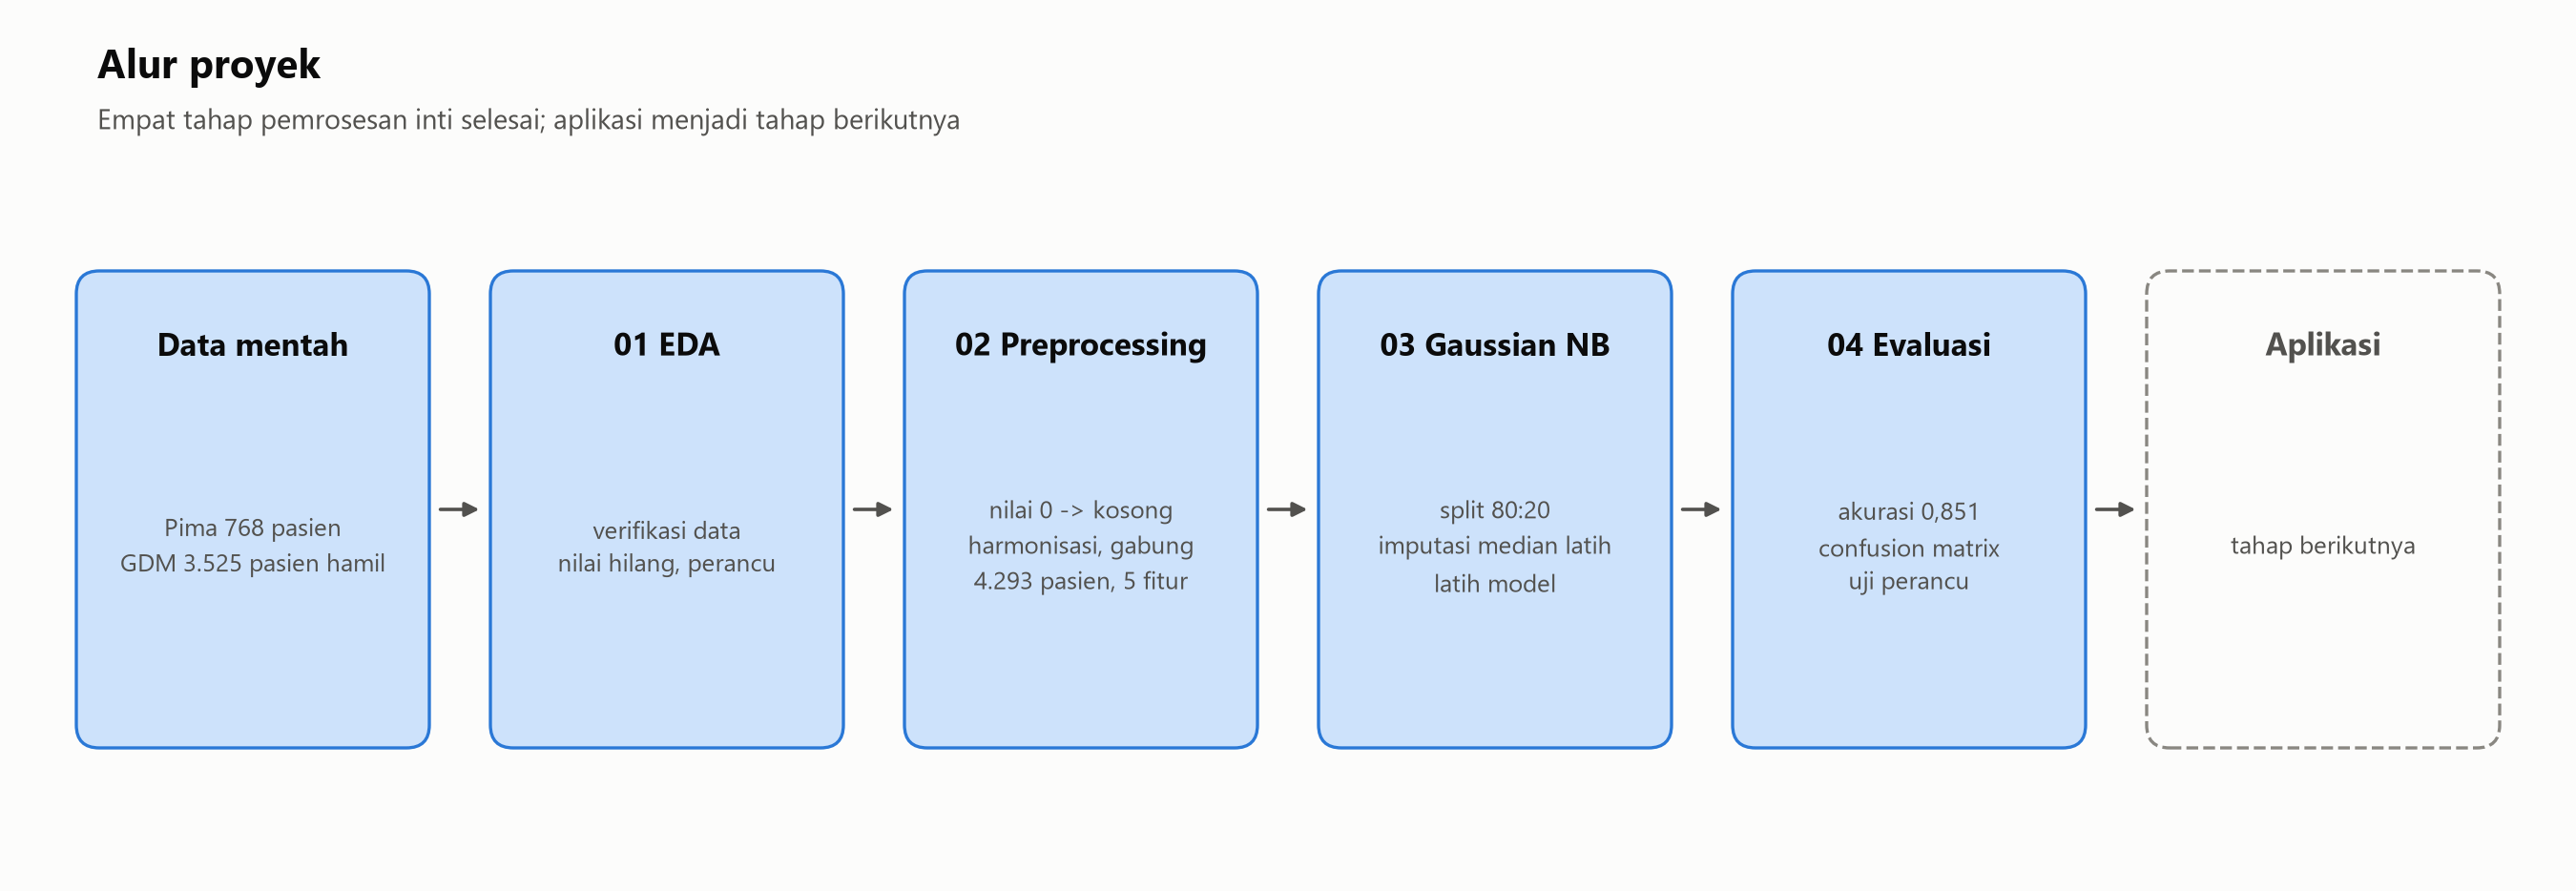 Alur proyek
Empat tahap pemrosesan inti selesai; aplikasi menjadi tahap berikutnya
Data mentah
Pima 768 pasien
GDM 3.525 pasien hamil
01 EDA
verifikasi data
nilai hilang, perancu
02 Preprocessing
nilai 0 -> kosong
harmonisasi, gabung
4.293 pasien, 5 fitur
03 Gaussian NB
split 80:20
imputasi median latih
latih model
04 Evaluasi
akurasi 0,851
confusion matrix
uji perancu
Aplikasi
tahap berikutnya